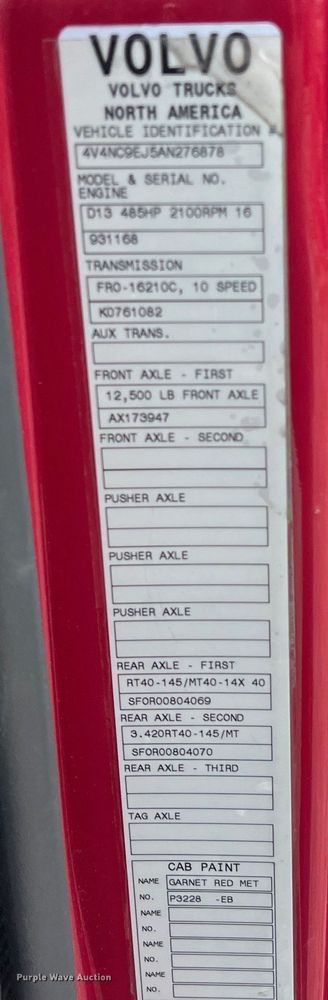 VOLVO
VOLVO TRUCKS
NORTH AMERICA
VEHICLE IDENTIFICATION #
4V4NC9EJ5AN276878
MODEL & SERIAL NO.
ENGINE
D13 485HP 2100RPM 16
931168
TRANSMISSION
FRO-16210C, 10 SPEED
K0761082
AUX TRANS.
FRONT AXLE - FIRST
12,500 LB FRONT AXLE
AX173947
FRONT AXLE - SECOND
PUSHER AXLE
PUSHER AXLE
PUSHER AXLE
REAR AXLE - FIRST
RT40-145/MT40-14X 40
SFOR00804069
REAR AXLE - SECOND
3.420RT40-145/MT
SFOR00804070
REAR AXLE - THIRD
TAG AXLE
CAB PAINT
NAME GARNET RED MET
NO. P3228 -EB
NAME
NO.
NAME
NO.
NAME
NO.
Purple Wave Auction